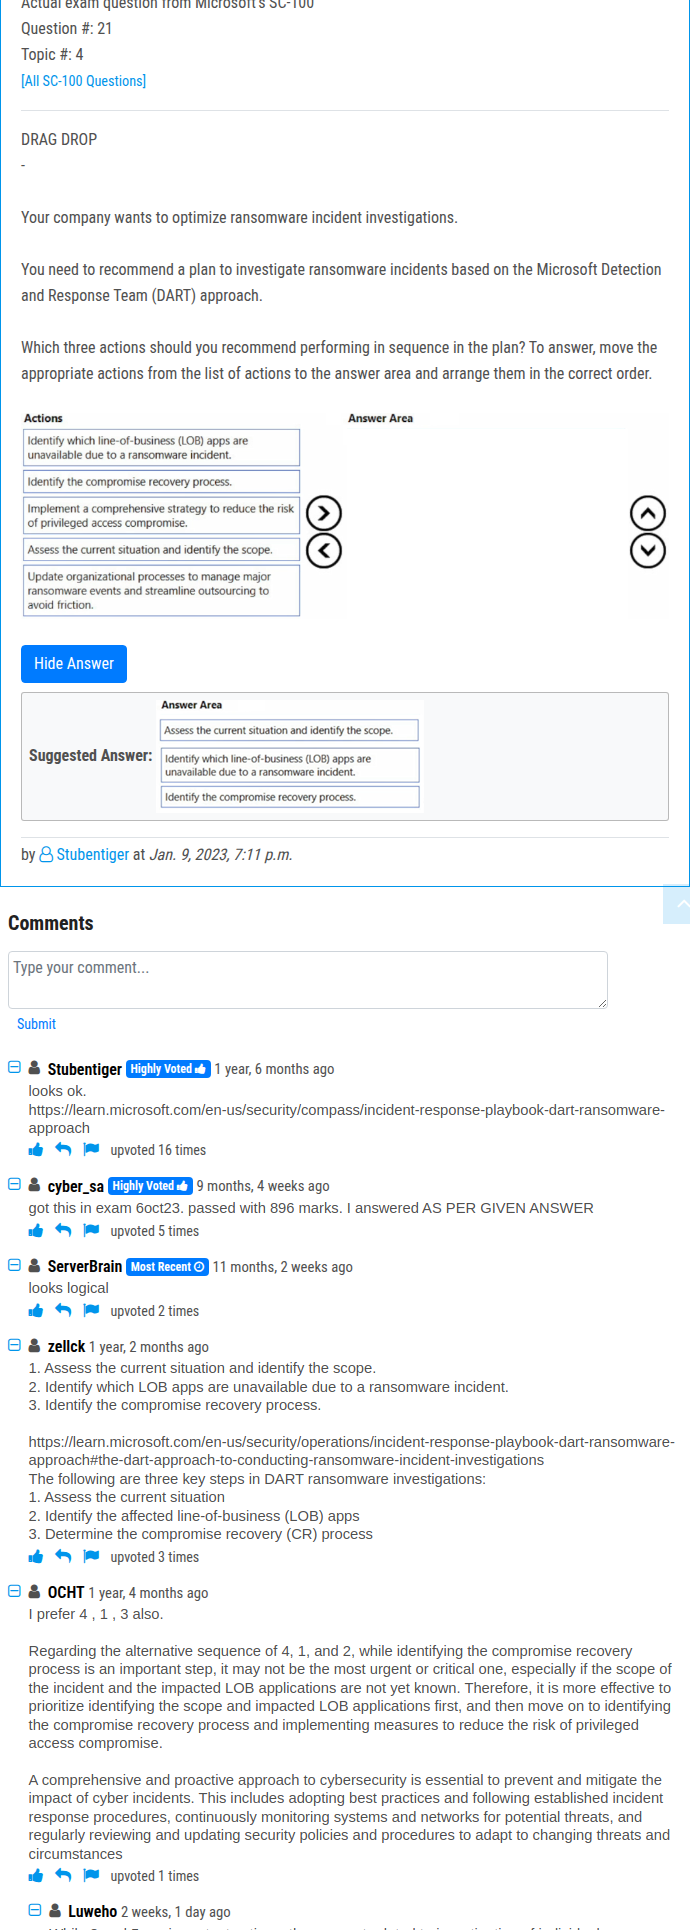 Actual exam question from Microsoft's SC-100
Question #: 21
Topic #: 4
[All SC-100 Questions]
DRAG DROP
-
Your company wants to optimize ransomware incident investigations.
You need to recommend a plan to investigate ransomware incidents based on the Microsoft Detection
and Response Team (DART) approach.
Which three actions should you recommend performing in sequence in the plan? To answer, move the
appropriate actions from the list of actions to the answer area and arrange them in the correct order.
Actions
Answer Area
Identify which line-of-business (LOB) apps are
unavailable due to a ransomware incident.
Identify the compromise recovery process.
Implement a comprehensive strategy to reduce the risk
of privileged access compromise.
Assess the current situation and identify the scope.
Update organizational processes to manage major
ransomware events and streamline outsourcing to
avoid friction.
Hide Answer
Suggested Answer:
Answer Area
Assess the current situation and identify the scope.
Identify which line-of-business (LOB) apps are
unavailable due to a ransomware incident.
Identify the compromise recovery process.
by Stubentiger at Jan. 9, 2023, 7:11 p.m.
Comments
Type your comment...
Submit
Stubentiger Highly Voted 1 year, 6 months ago
looks ok.
https://learn.microsoft.com/en-us/security/compass/incident-response-playbook-dart-ransomware-
approach
upvoted 16 times
cyber_sa Highly Voted 9 months, 4 weeks ago
got this in exam 6oct23. passed with 896 marks. I answered AS PER GIVEN ANSWER
upvoted 5 times
ServerBrain Most Recent 11 months, 2 weeks ago
looks logical
upvoted 2 times
zellck 1 year, 2 months ago
1. Assess the current situation and identify the scope.
2. Identify which LOB apps are unavailable due to a ransomware incident.
3. Identify the compromise recovery process.
https://learn.microsoft.com/en-us/security/operations/incident-response-playbook-dart-ransomware-
approach#the-dart-approach-to-conducting-ransomware-incident-investigations
The following are three key steps in DART ransomware investigations:
1. Assess the current situation
2. Identify the affected line-of-business (LOB) apps
3. Determine the compromise recovery (CR) process
upvoted 3 times
OCHT 1 year, 4 months ago
I prefer 4 , 1 , 3 also.
Regarding the alternative sequence of 4, 1, and 2, while identifying the compromise recovery
process is an important step, it may not be the most urgent or critical one, especially if the scope of
the incident and the impacted LOB applications are not yet known. Therefore, it is more effective to
prioritize identifying the scope and impacted LOB applications first, and then move on to identifying
the compromise recovery process and implementing measures to reduce the risk of privileged
access compromise.
A comprehensive and proactive approach to cybersecurity is essential to prevent and mitigate the
impact of cyber incidents. This includes adopting best practices and following established incident
response procedures, continuously monitoring systems and networks for potential threats, and
regularly reviewing and updating security policies and procedures to adapt to changing threats and
circumstances
upvoted 1 times
Luweho 2 weeks, 1 day ago